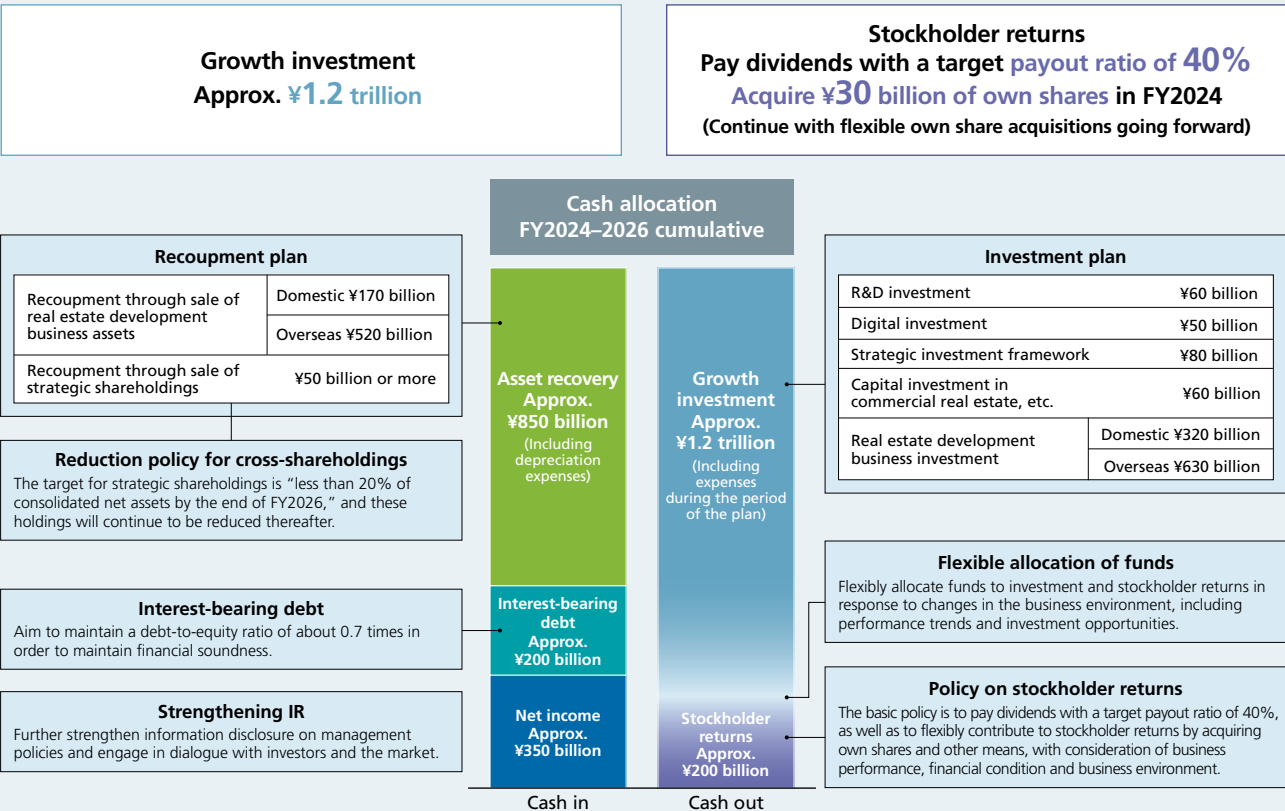 Growth investment
Approx. ¥1.2 trillion
Stockholder returns
Pay dividends with a target payout ratio of 40%
Acquire ¥30 billion of own shares in FY2024
(Continue with flexible own share acquisitions going forward)
Cash allocation
FY2024–2026 cumulative
Recoupment plan
Recoupment through sale of
real estate development
business assets
Domestic ¥170 billion
Overseas ¥520 billion
Recoupment through sale of
strategic shareholdings
¥50 billion or more
Reduction policy for cross-shareholdings
The target for strategic shareholdings is “less than 20% of
consolidated net assets by the end of FY2026,” and these
holdings will continue to be reduced thereafter.
Interest-bearing debt
Aim to maintain a debt-to-equity ratio of about 0.7 times in
order to maintain financial soundness.
Strengthening IR
Further strengthen information disclosure on management
policies and engage in dialogue with investors and the market.
Asset recovery
Approx.
¥850 billion
(Including
depreciation
expenses)
Interest-bearing
debt
Approx.
¥200 billion
Net income
Approx.
¥350 billion
Cash in
Growth
investment
Approx.
¥1.2 trillion
(Including
expenses
during the period
of the plan)
Stockholder
returns
Approx.
¥200 billion
Cash out
Investment plan
R&D investment ¥60 billion
Digital investment ¥50 billion
Strategic investment framework ¥80 billion
Capital investment in
commercial real estate, etc.
¥60 billion
Real estate development
business investment
Domestic ¥320 billion
Overseas ¥630 billion
Flexible allocation of funds
Flexibly allocate funds to investment and stockholder returns in
response to changes in the business environment, including
performance trends and investment opportunities.
Policy on stockholder returns
The basic policy is to pay dividends with a target payout ratio of 40%,
as well as to flexibly contribute to stockholder returns by acquiring
own shares and other means, with consideration of business
performance, financial condition and business environment.